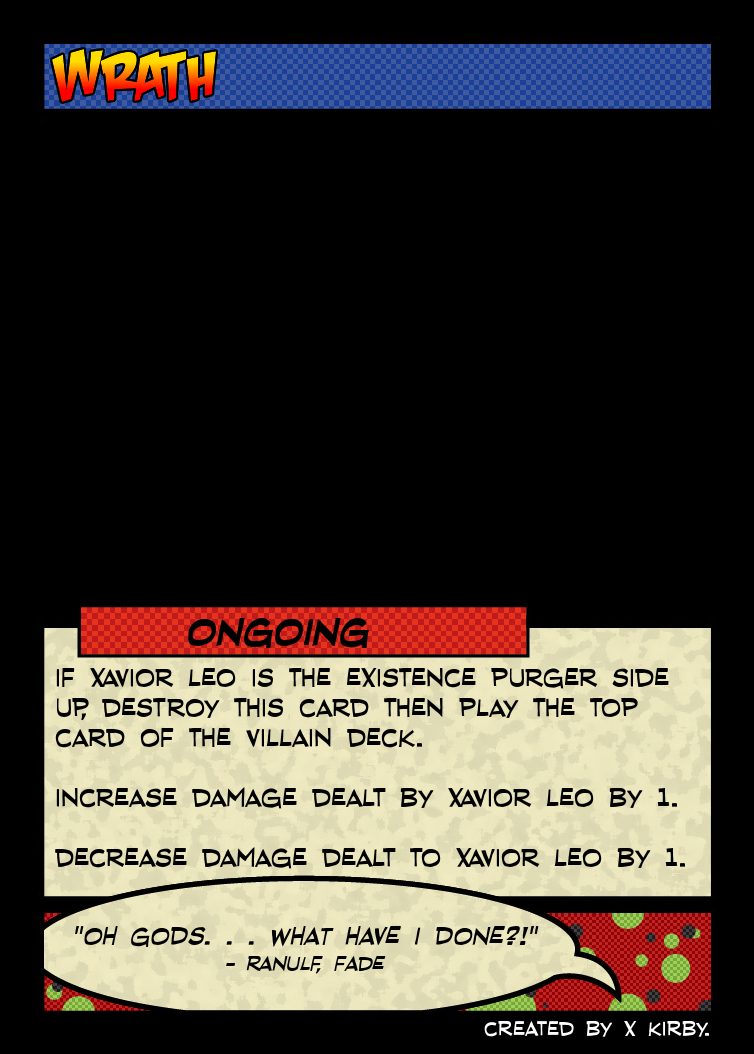 WRATH
ONGOING
IF XAVIOR LEO IS THE EXISTENCE PURGER SIDE
UP, DESTROY THIS CARD THEN PLAY THE TOP
CARD OF THE VILLAIN DECK.
INCREASE DAMAGE DEALT BY XAVIOR LEO BY 1.
DECREASE DAMAGE DEALT TO XAVIOR LEO BY 1.
"OH GODS. . . WHAT HAVE I DONE?!"
- RANULF, FADE
CREATED BY X KIRBY.